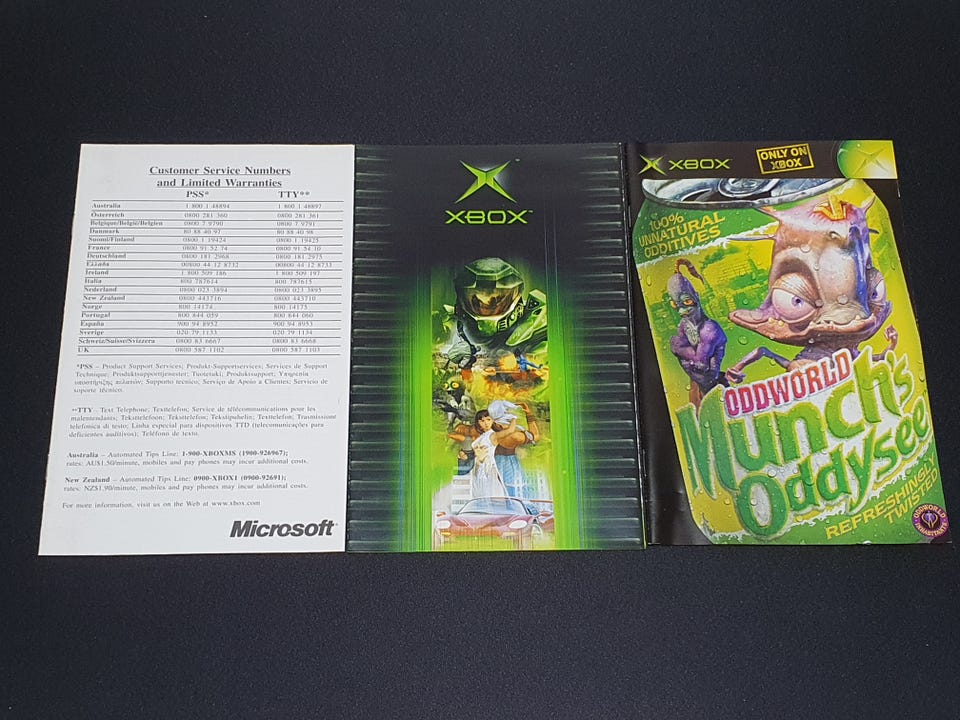 Customer Service Numbers
and Limited Warranties
PSS* TTY**
Australia 1 800 1 48894 1 800 1 48897
Österreich 0800 281 360 0800 281 361
Belgique/België/Belgien 0800 7 9790 0800 7 9791
Danmark 80 88 40 97 80 88 40 98
Suomi/Finland 0800 1 19424 0800 1 19425
France 0800 91 52 74 0800 91 54 10
Deutschland 0800 181 2968 0800 181 2975
Ελλάδα 00800 44 12 8732 00800 44 12 8733
Ireland 1 800 509 186 1 800 509 197
Italia 800 787614 800 787615
Nederland 0800 023 3894 0800 023 3895
New Zealand 0800 443716 0800 443710
Norge 800 14174 800 14175
Portugal 800 844 059 800 844 060
España 900 94 8952 900 94 8953
Sverige 020 79 1133 020 79 1134
Schweiz/Suisse/Svizzera 0800 83 6667 0800 83 6668
UK 0800 587 1102 0800 587 1103
*PSS – Product Support Services; Produkt-Supportservices; Services de Support
Technique; Produktsupporttjenester; Tuotetuki; Produktsupport; Υπηρεσία
υποστήριξης πελατών; Supporto tecnico; Serviço de Apoio a Clientes; Servicio de
soporte técnico.
**TTY – Text Telephone; Texttelefon; Service de télécommunications pour les
malentendants; Teksttelefoon; Teksttelefon; Tekstipuhelin; Texttelefon; Trasmissione
telefonica di testo; Linha especial para dispositivos TTD (telecomunicações para
deficientes auditivos); Teléfono de texto.
Australia – Automated Tips Line: 1-900-XBOXMS (1900-926967);
rates: AU$1.50/minute, mobiles and pay phones may incur additional costs.
New Zealand – Automated Tips Line: 0900-XBOX1 (0900-92691);
rates: NZ$1.90/minute, mobiles and pay phones may incur additional costs.
For more information, visit us on the Web at www.xbox.com
Microsoft
XBOX™
XBOX™
ONLY ON
XBOX
100%
UNNATURAL
ODDITIVES
ODDWORLD
Munch's
Oddysee
REFRESHINGLY
TWISTED
ODDWORLD
INHABITANTS